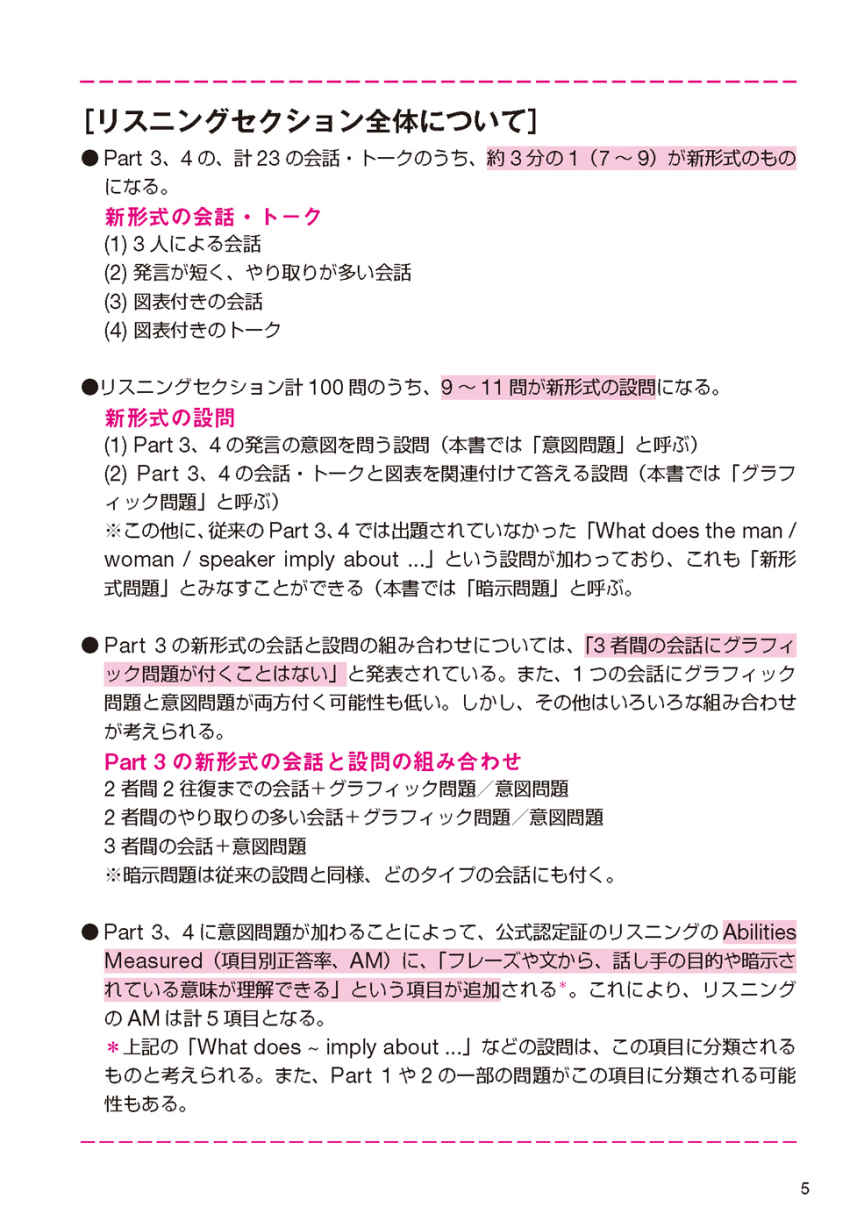 ［リスニングセクション全体について］
● Part 3、4 の、計 23 の会話・トークのうち、約 3 分の 1（7 ～ 9）が新形式のもの
になる。
新形式の会話・トーク
(1) 3 人による会話
(2) 発言が短く、やり取りが多い会話
(3) 図表付きの会話
(4) 図表付きのトーク
●リスニングセクション計 100 問のうち、9 ～ 11 問が新形式の設問になる。
新形式の設問
(1) Part 3、4 の発言の意図を問う設問（本書では「意図問題」と呼ぶ）
(2) Part 3、4 の会話・トークと図表を関連付けて答える設問（本書では「グラフ
ィック問題」と呼ぶ）
※この他に、従来の Part 3、4 では出題されていなかった「What does the man /
woman / speaker imply about ...」という設問が加わっており、これも「新形
式問題」とみなすことができる（本書では「暗示問題」と呼ぶ。
● Part 3 の新形式の会話と設問の組み合わせについては、「3 者間の会話にグラフィ
ック問題が付くことはない」と発表されている。また、1 つの会話にグラフィック
問題と意図問題が両方付く可能性も低い。しかし、その他はいろいろな組み合わせ
が考えられる。
Part 3 の新形式の会話と設問の組み合わせ
2 者間 2 往復までの会話＋グラフィック問題／意図問題
2 者間のやり取りの多い会話＋グラフィック問題／意図問題
3 者間の会話＋意図問題
※暗示問題は従来の設問と同様、どのタイプの会話にも付く。
● Part 3、4 に意図問題が加わることによって、公式認定証のリスニングの Abilities
Measured（項目別正答率、AM）に、「フレーズや文から、話し手の目的や暗示さ
れている意味が理解できる」という項目が追加される＊。これにより、リスニング
の AM は計 5 項目となる。
＊上記の「What does ~ imply about ...」などの設問は、この項目に分類される
ものと考えられる。また、Part 1 や 2 の一部の問題がこの項目に分類される可能
性もある。
5